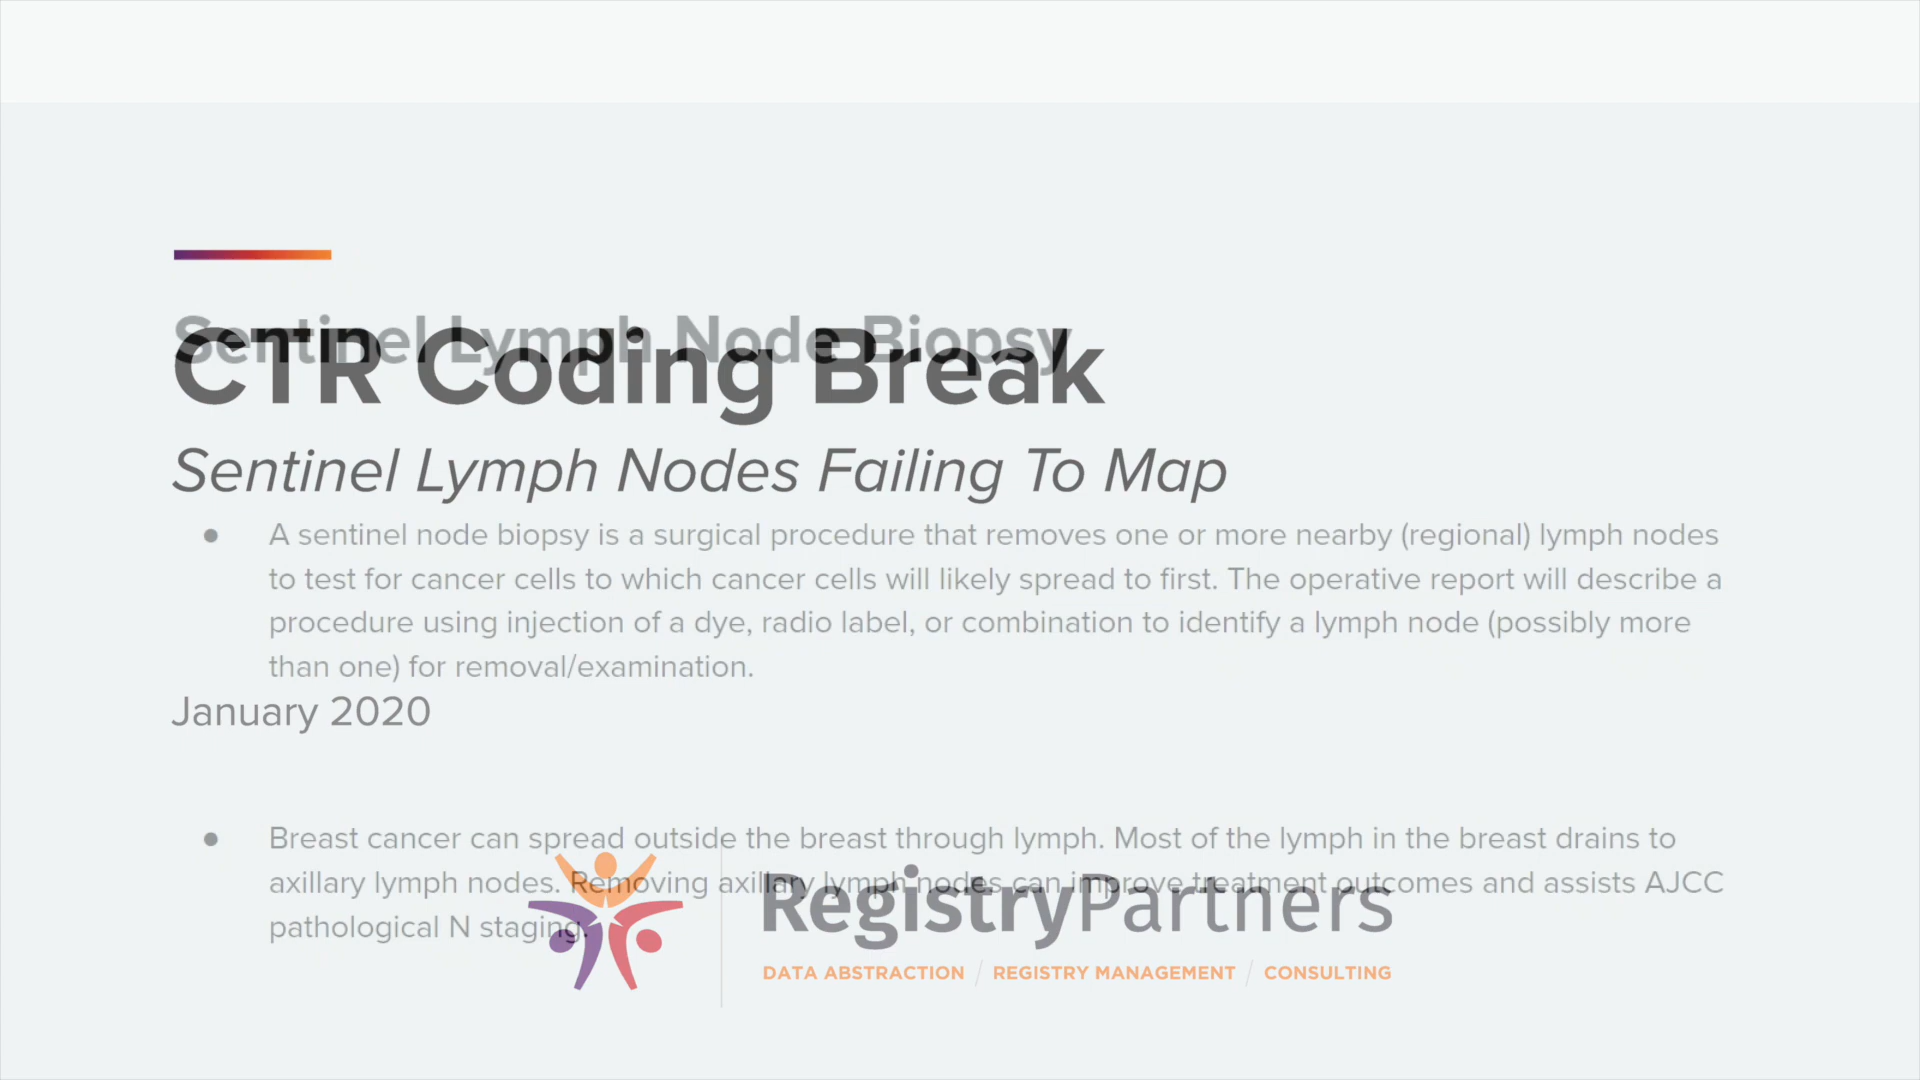 Sentinel Lymph Node Biopsy
CTR Coding Break
Sentinel Lymph Nodes Failing To Map
● A sentinel node biopsy is a surgical procedure that removes one or more nearby (regional) lymph nodes
to test for cancer cells to which cancer cells will likely spread to first. The operative report will describe a
procedure using injection of a dye, radio label, or combination to identify a lymph node (possibly more
than one) for removal/examination.
January 2020
● Breast cancer can spread outside the breast through lymph. Most of the lymph in the breast drains to
axillary lymph nodes. Removing axillary lymph nodes can improve treatment outcomes and assists AJCC
pathological N staging.
RegistryPartners
DATA ABSTRACTION / REGISTRY MANAGEMENT / CONSULTING